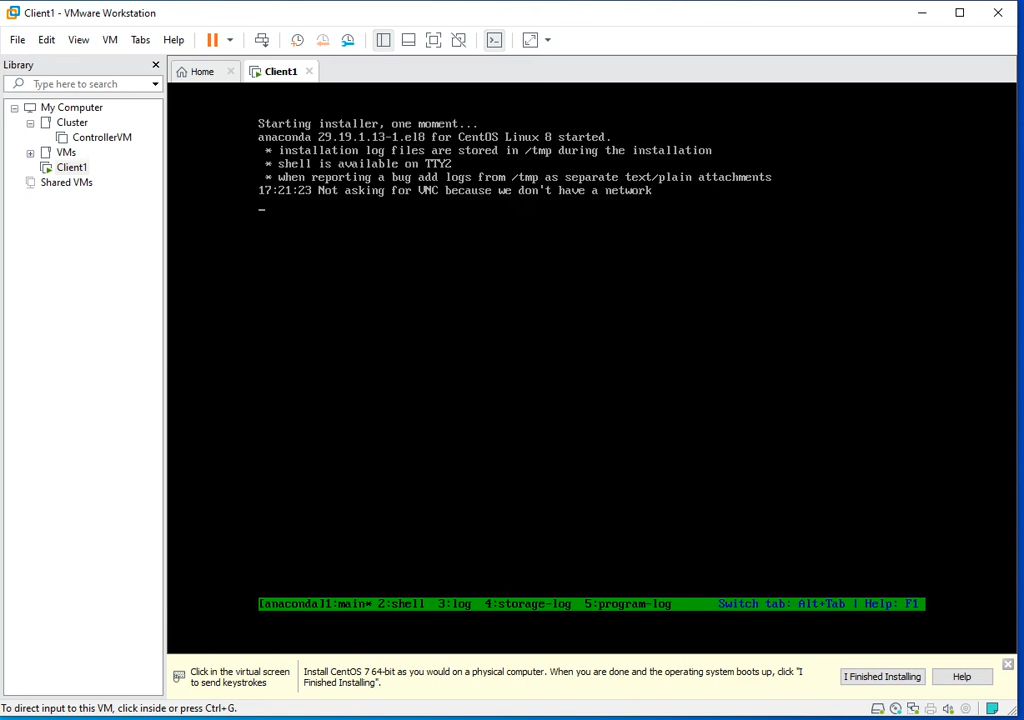 Client1 - VMware Workstation
File Edit View VM Tabs Help
Library
Type here to search
My Computer
Cluster
ControllerVM
VMs
Client1
Shared VMs
Home
Client1
Starting installer, one moment...
anaconda 29.19.1.13-1.el8 for CentOS Linux 8 started.
* installation log files are stored in /tmp during the installation
* shell is available on TTY2
* when reporting a bug add logs from /tmp as separate text/plain attachments
17:21:23 Not asking for VNC because we don't have a network
_
[anaconda]1:main* 2:shell 3:log 4:storage-log 5:program-log Switch tab: Alt+Tab | Help: F1
Click in the virtual screen
to send keystrokes
Install CentOS 7 64-bit as you would on a physical computer. When you are done and the operating system boots up, click "I
Finished Installing".
I Finished Installing
Help
To direct input to this VM, click inside or press Ctrl+G.